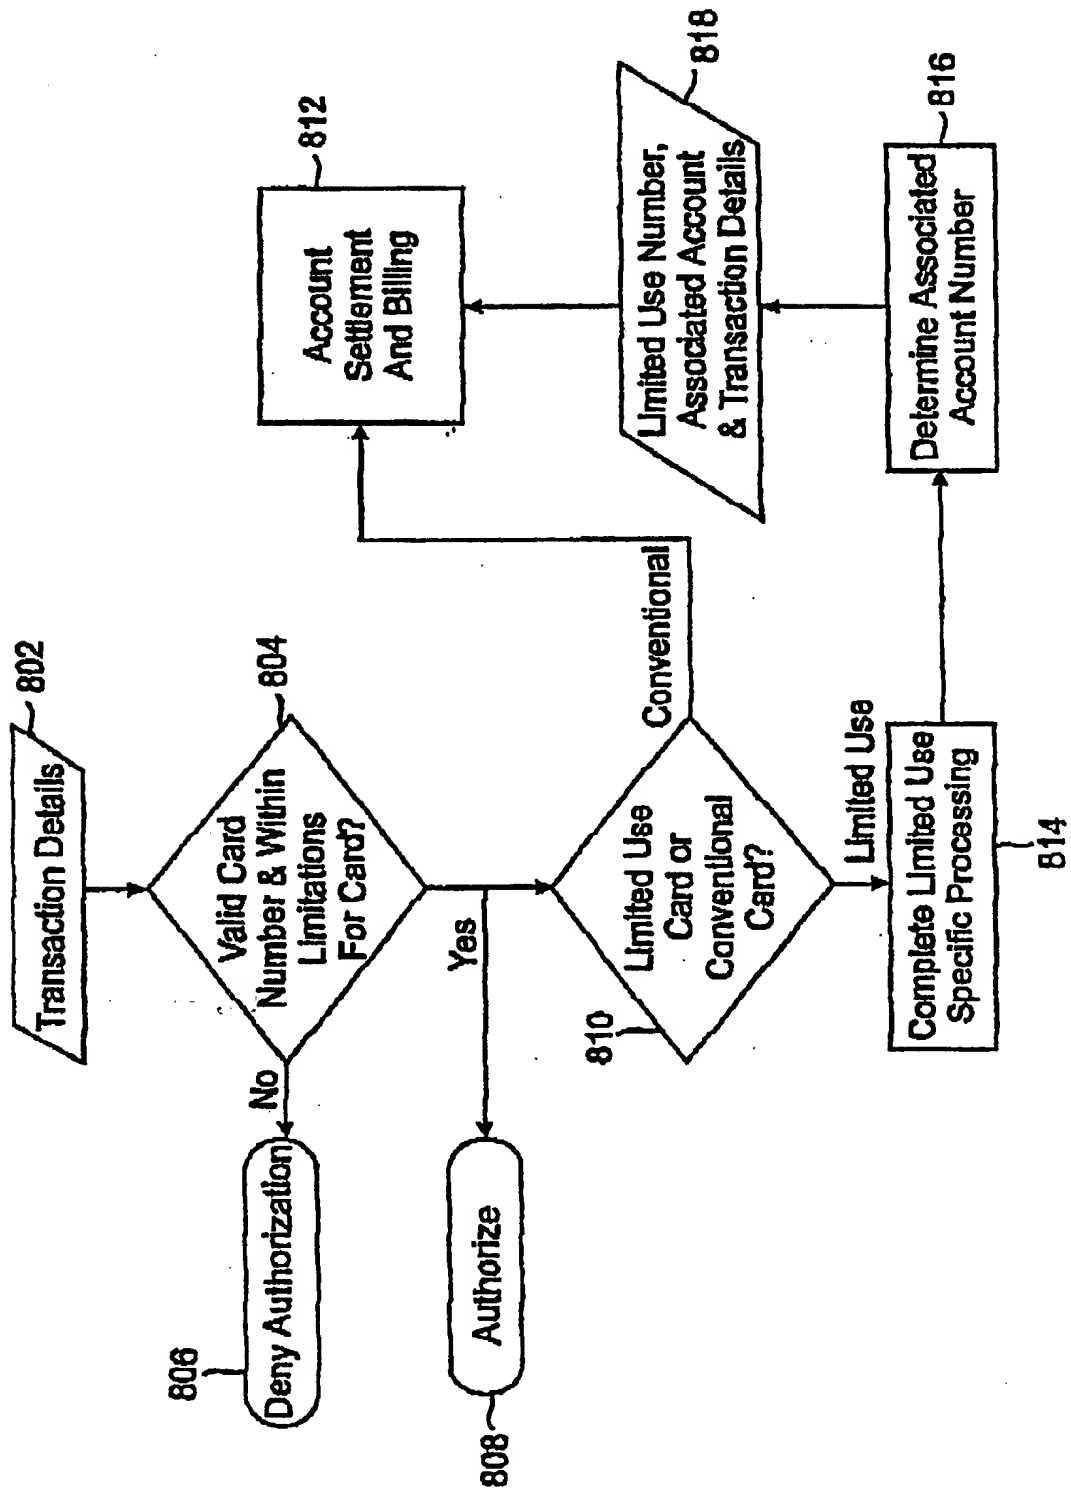 802
Transaction Details
804
Valid Card
Number & Within
Limitations
For Card?
No
806
Deny Authorization
Yes
808
Authorize
810
Limited Use
Card or
Conventional
Card?
Conventional
812
Account
Settlement
And Billing
Limited Use
Complete Limited Use
Specific Processing
814
Determine Associated
Account Number
816
Limited Use Number,
Associated Account
& Transaction Details
818